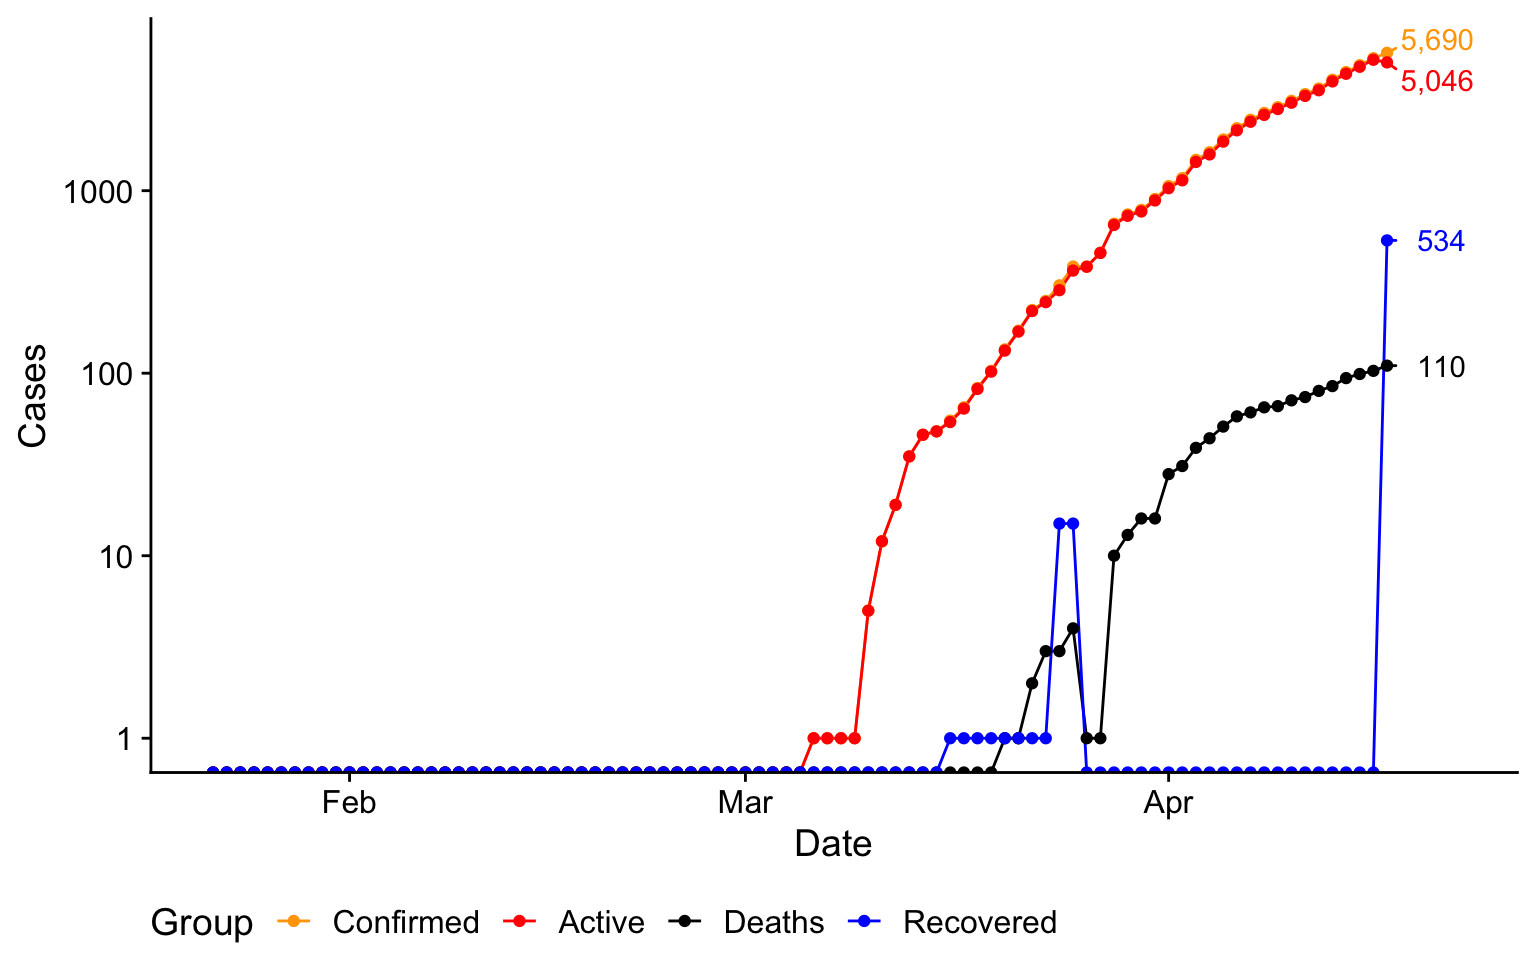 5,690
5,046
1000
534
110
100
Cases
10
1
Feb Mar Apr
Date
Group Confirmed Active Deaths Recovered